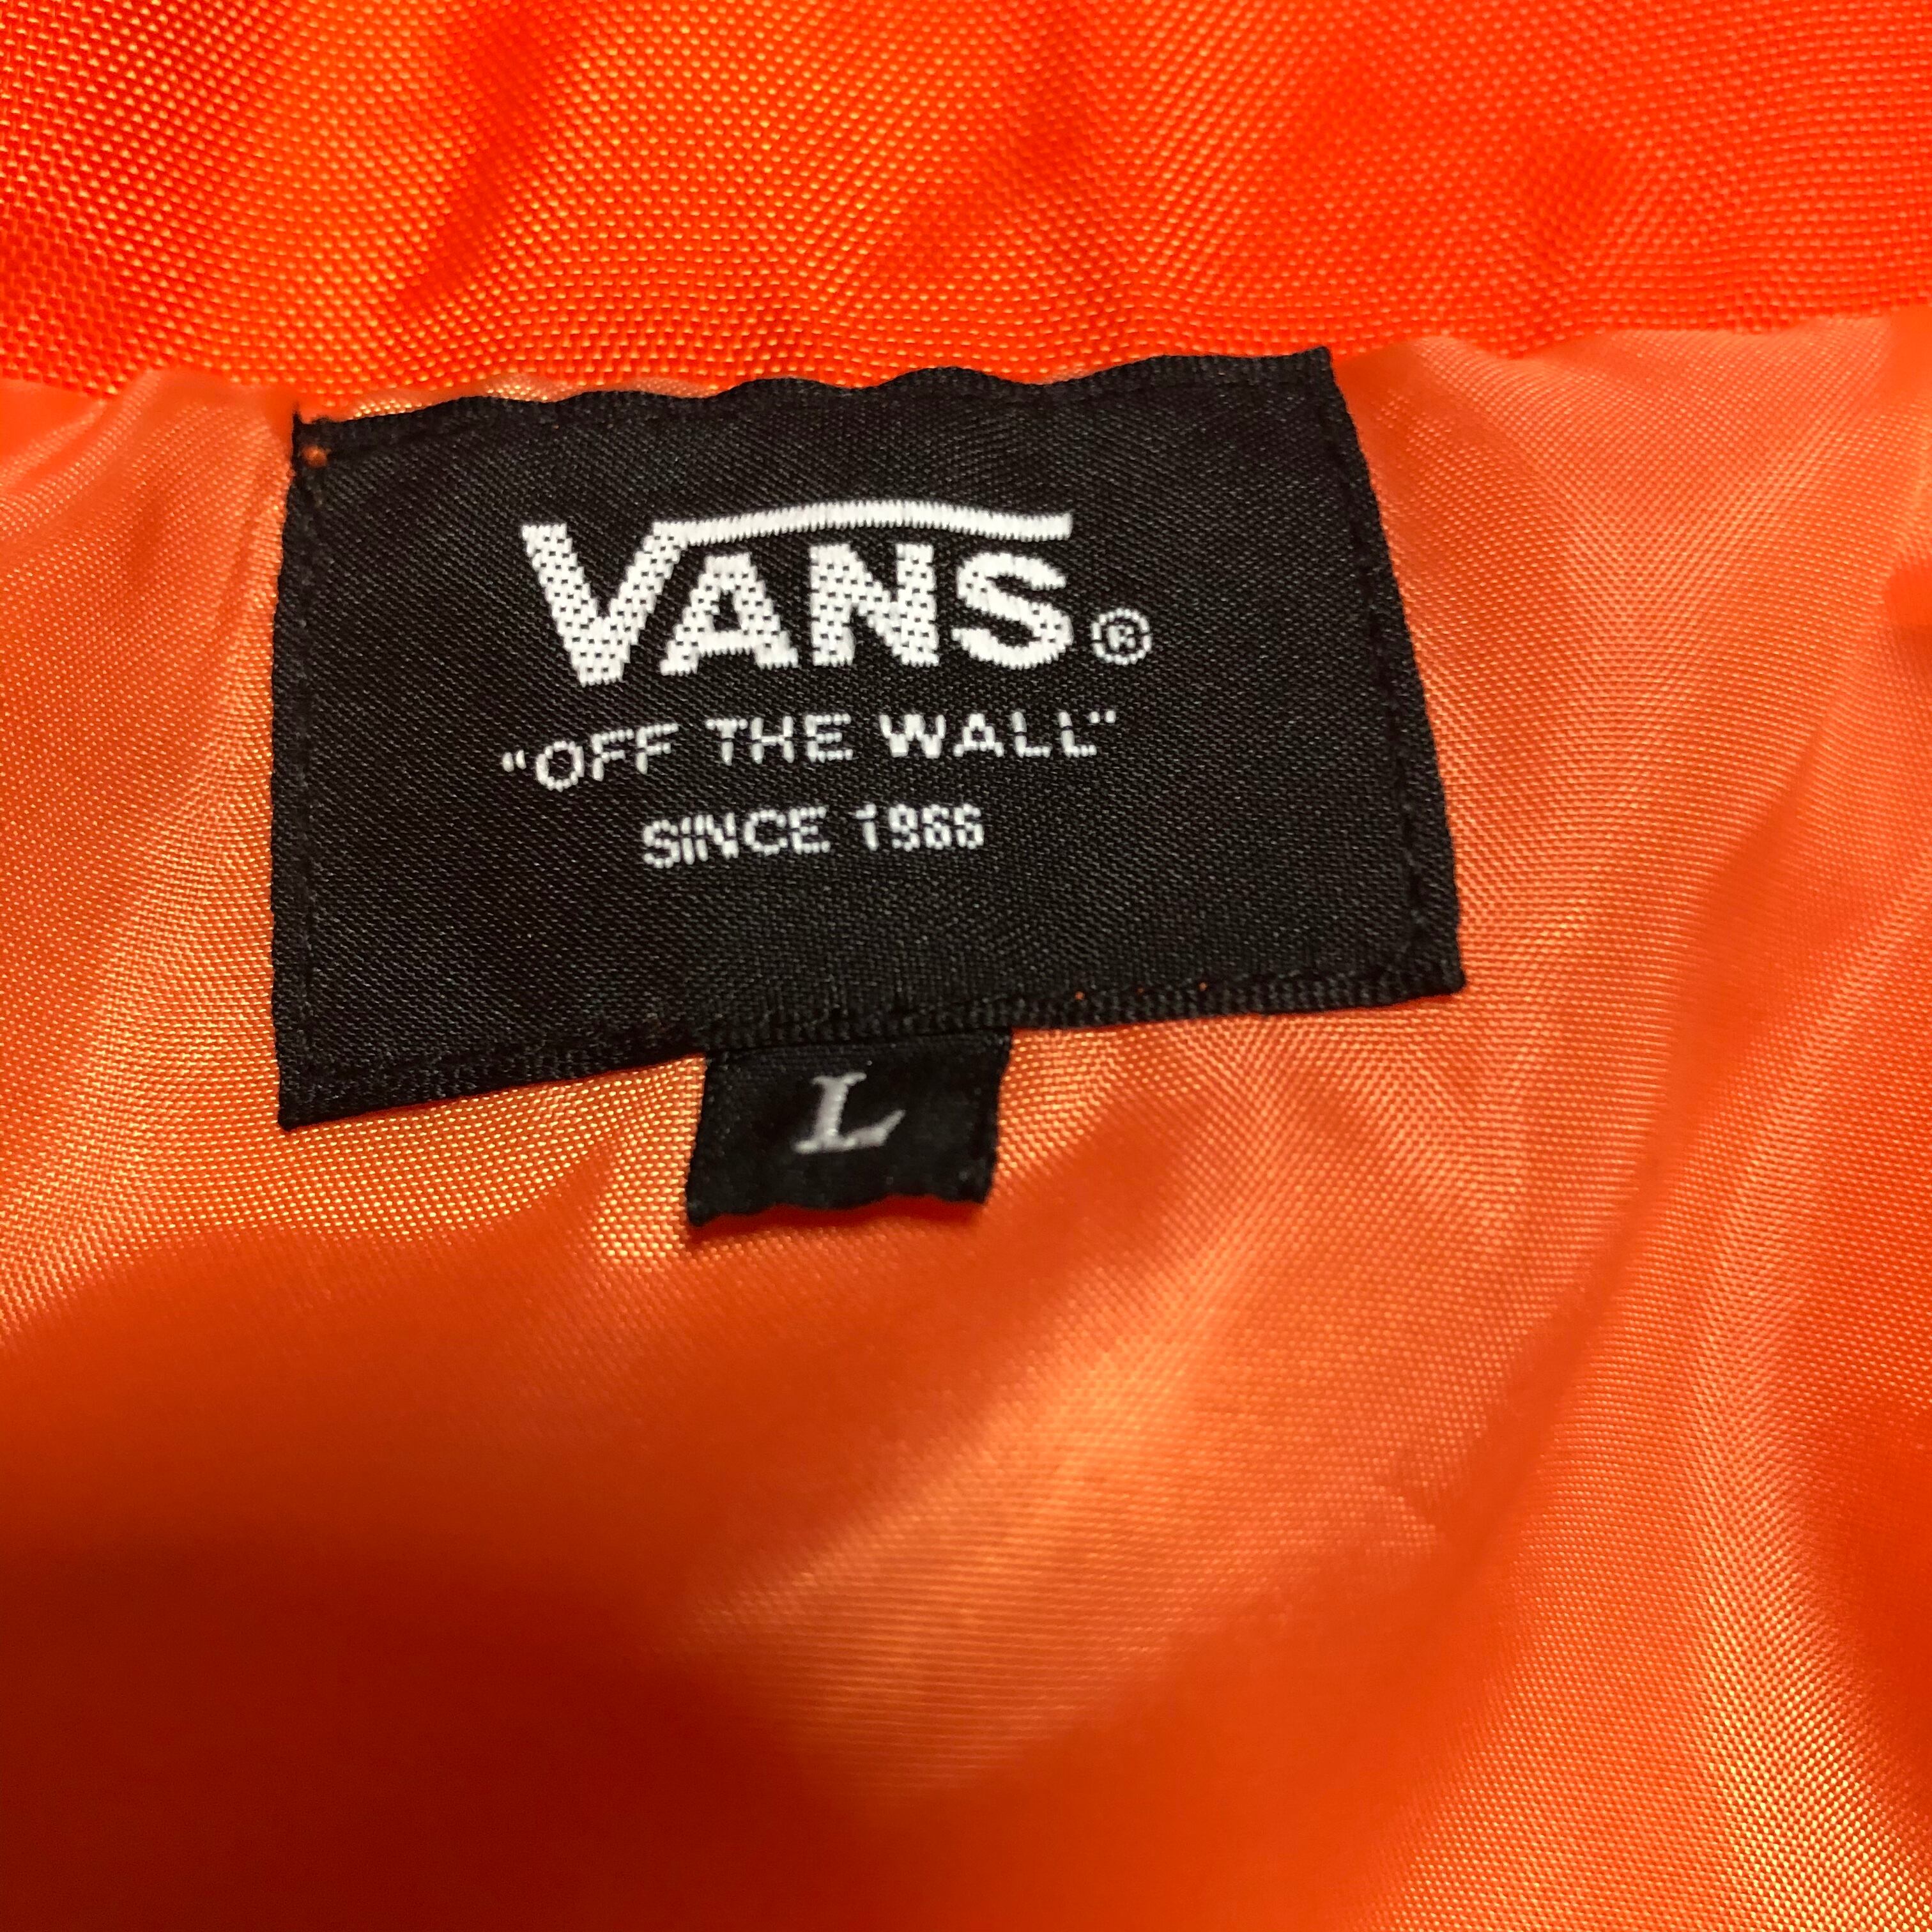 VANS®
"OFF THE WALL"
SINCE 1966
L